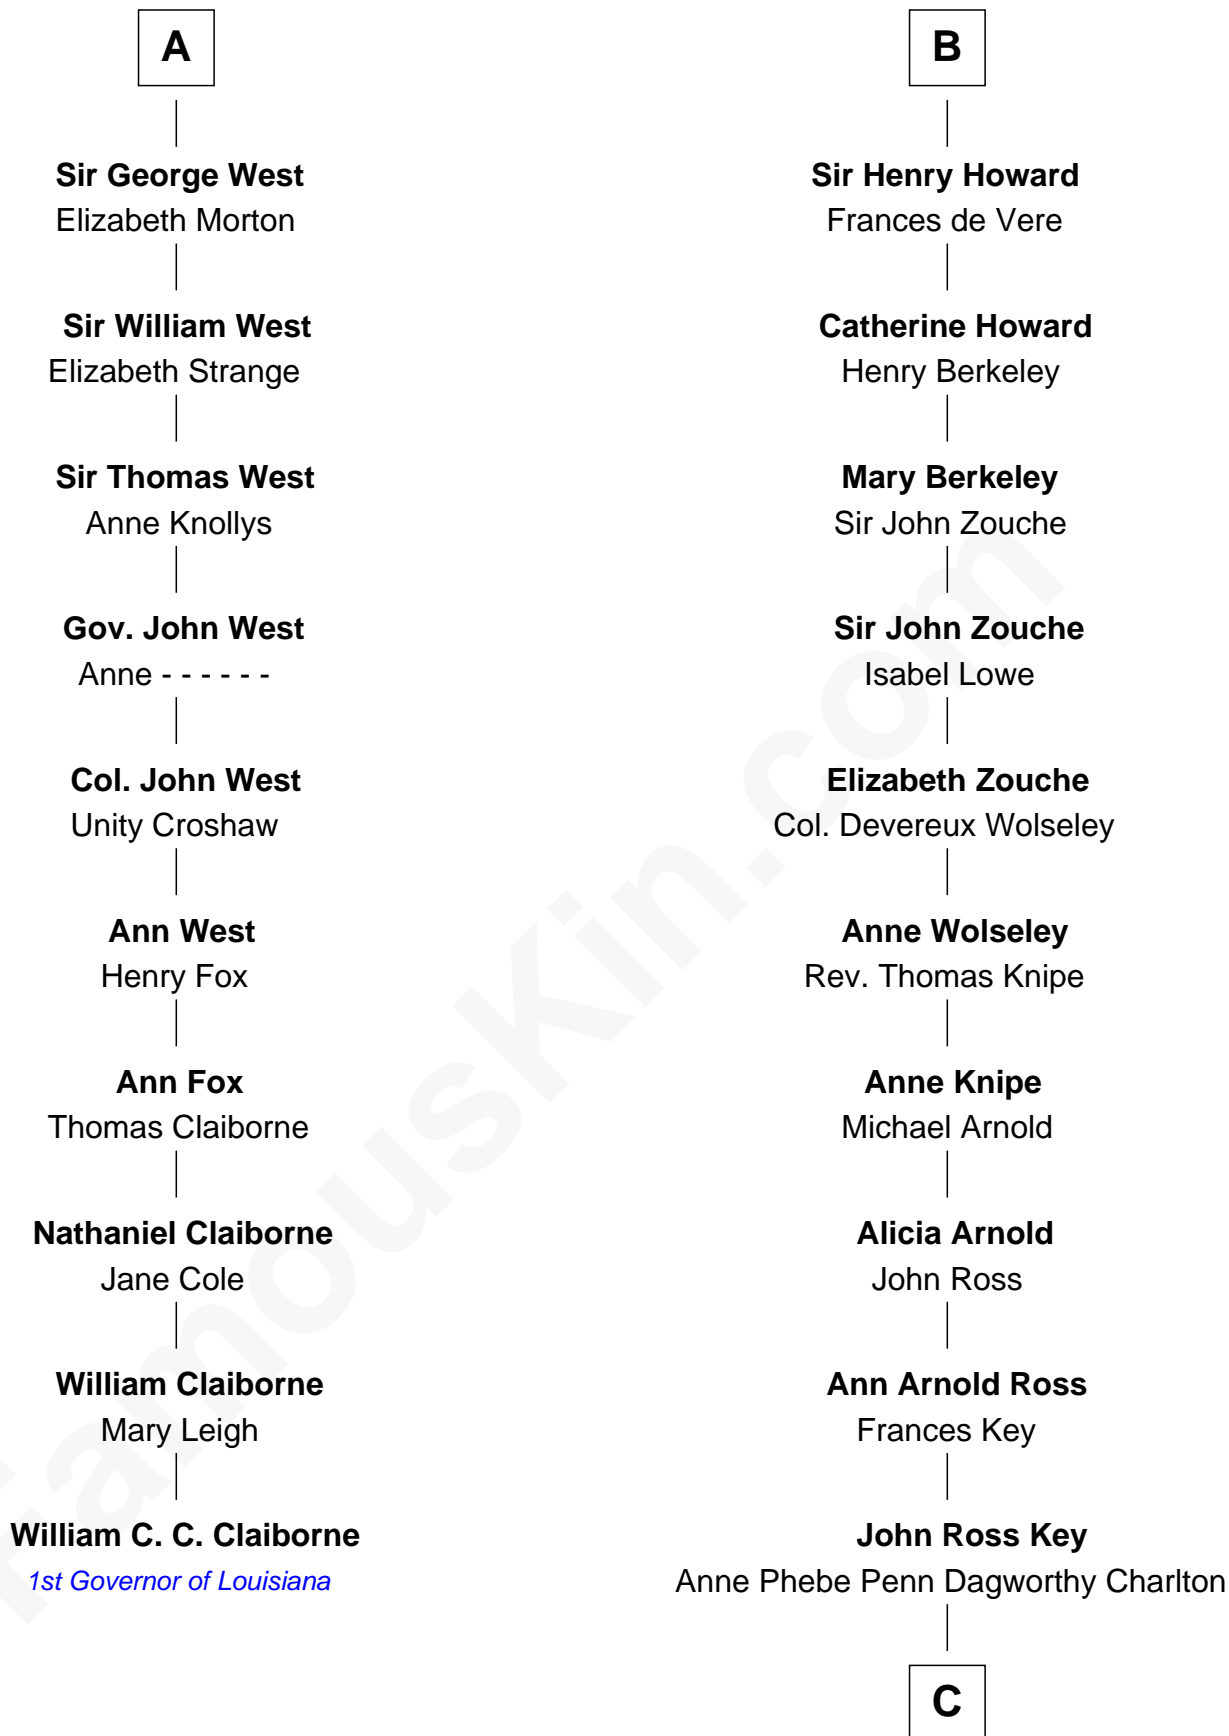 A
Sir George West
Elizabeth Morton
Sir William West
Elizabeth Strange
Sir Thomas West
Anne Knollys
Gov. John West
Anne - - - - - -
Col. John West
Unity Croshaw
Ann West
Henry Fox
Ann Fox
Thomas Claiborne
Nathaniel Claiborne
Jane Cole
William Claiborne
Mary Leigh
William C. C. Claiborne
1st Governor of Louisiana
B
Sir Henry Howard
Frances de Vere
Catherine Howard
Henry Berkeley
Mary Berkeley
Sir John Zouche
Sir John Zouche
Isabel Lowe
Elizabeth Zouche
Col. Devereux Wolseley
Anne Wolseley
Rev. Thomas Knipe
Anne Knipe
Michael Arnold
Alicia Arnold
John Ross
Ann Arnold Ross
Frances Key
John Ross Key
Anne Phebe Penn Dagworthy Charlton
C
FamousKin.com